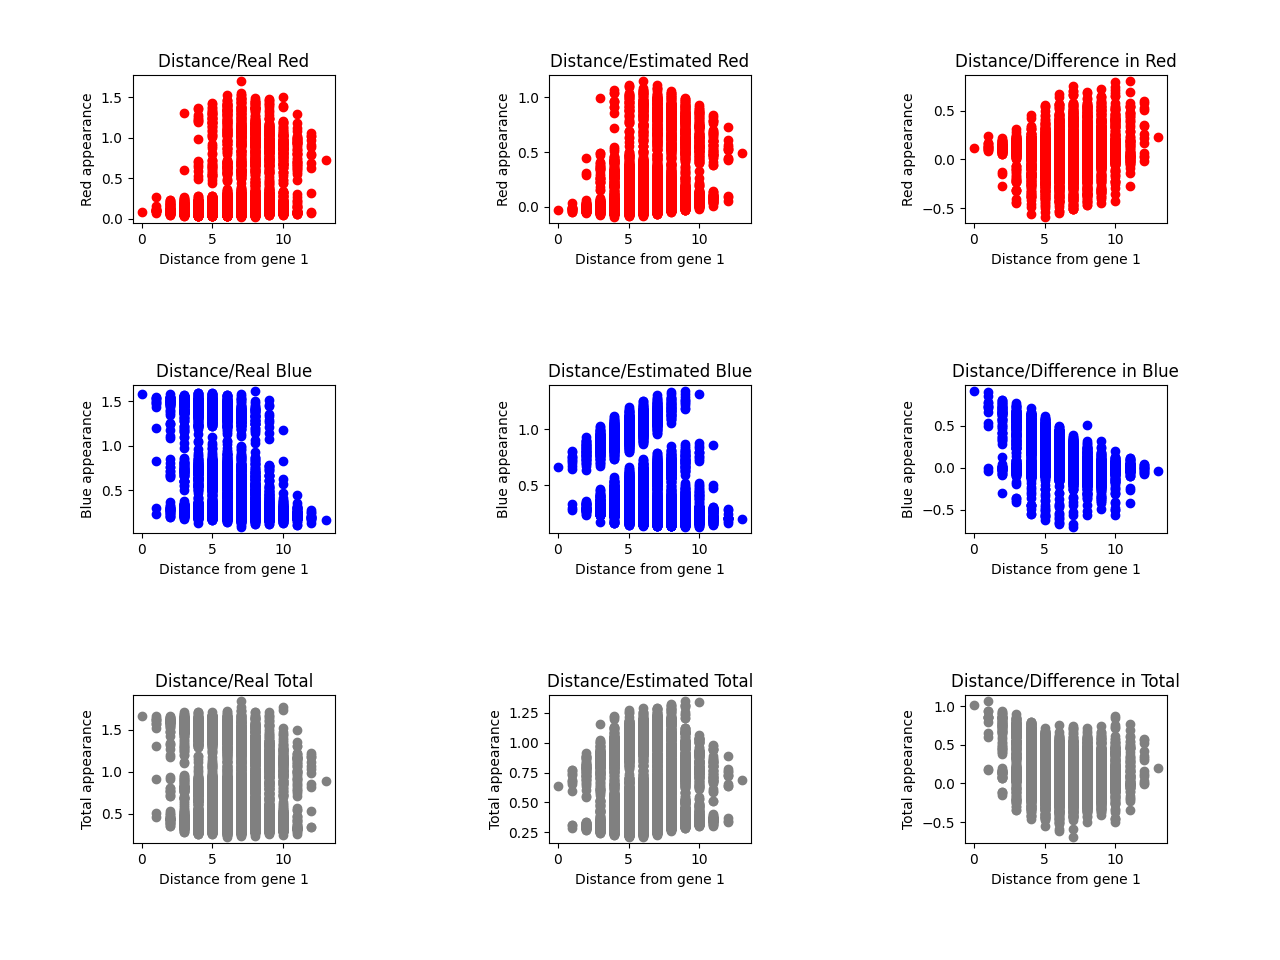 Distance/Real Red
Distance/Estimated Red
Distance/Difference in Red
Red appearance
1.5
1.0
0.5
0.0
0
5
10
Distance from gene 1
Red appearance
1.0
0.5
0.0
0
5
10
Distance from gene 1
Red appearance
0.5
0.0
−0.5
0
5
10
Distance from gene 1
Distance/Real Blue
Distance/Estimated Blue
Distance/Difference in Blue
Blue appearance
1.5
1.0
0.5
0
5
10
Distance from gene 1
Blue appearance
1.0
0.5
0
5
10
Distance from gene 1
Blue appearance
0.5
0.0
−0.5
0
5
10
Distance from gene 1
Distance/Real Total
Distance/Estimated Total
Distance/Difference in Total
Total appearance
1.5
1.0
0.5
0
5
10
Distance from gene 1
Total appearance
1.25
1.00
0.75
0.50
0.25
0
5
10
Distance from gene 1
Total appearance
1.0
0.5
0.0
−0.5
0
5
10
Distance from gene 1